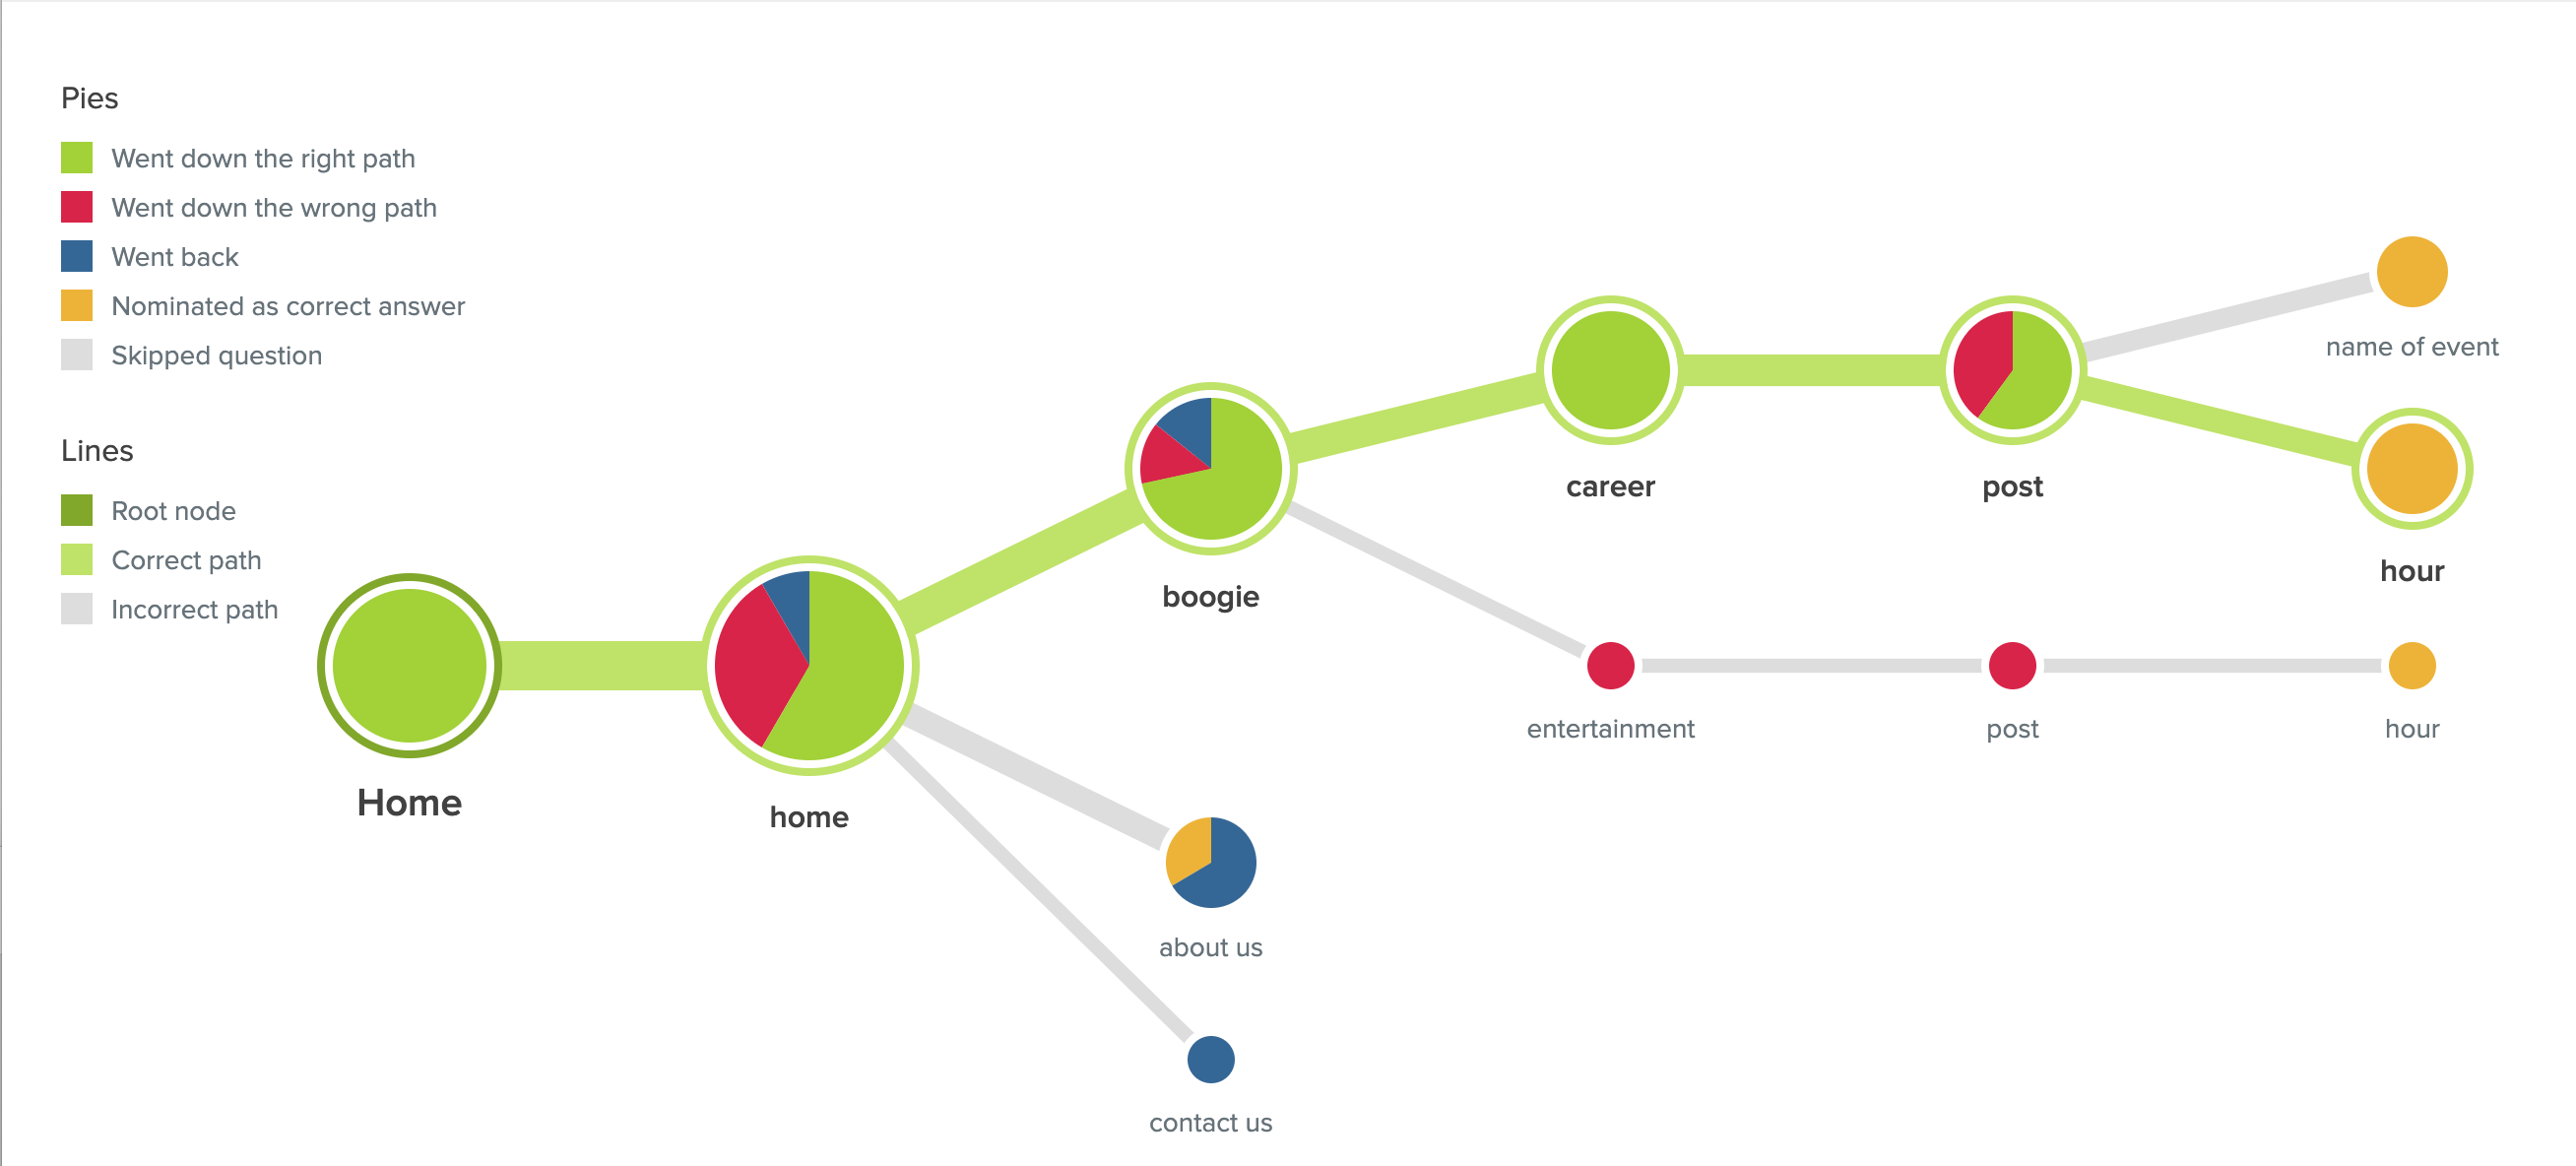 Pies
Went down the right path
Went down the wrong path
Went back
Nominated as correct answer
Skipped question
Lines
Root node
Correct path
Incorrect path
Home
home
boogie
career
post
name of event
hour
entertainment
post
hour
about us
contact us